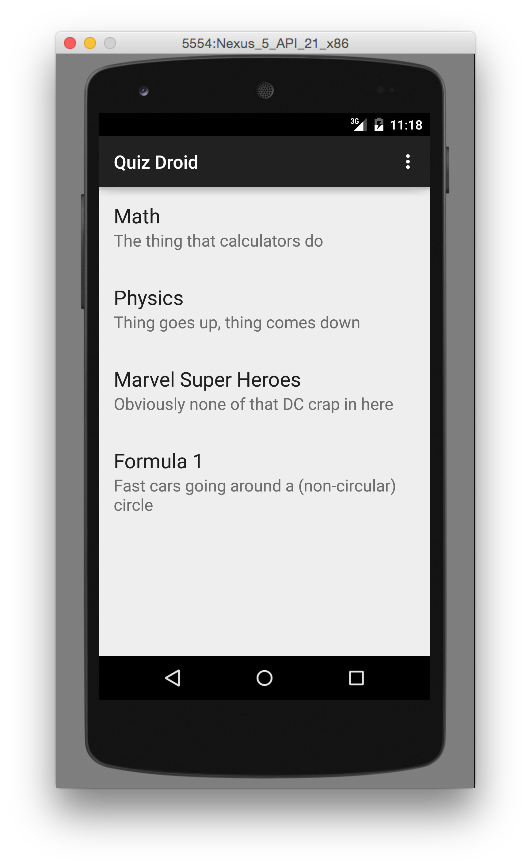 5554:Nexus_5_API_21_x86
3G 11:18
Quiz Droid
Math
The thing that calculators do
Physics
Thing goes up, thing comes down
Marvel Super Heroes
Obviously none of that DC crap in here
Formula 1
Fast cars going around a (non-circular)
circle